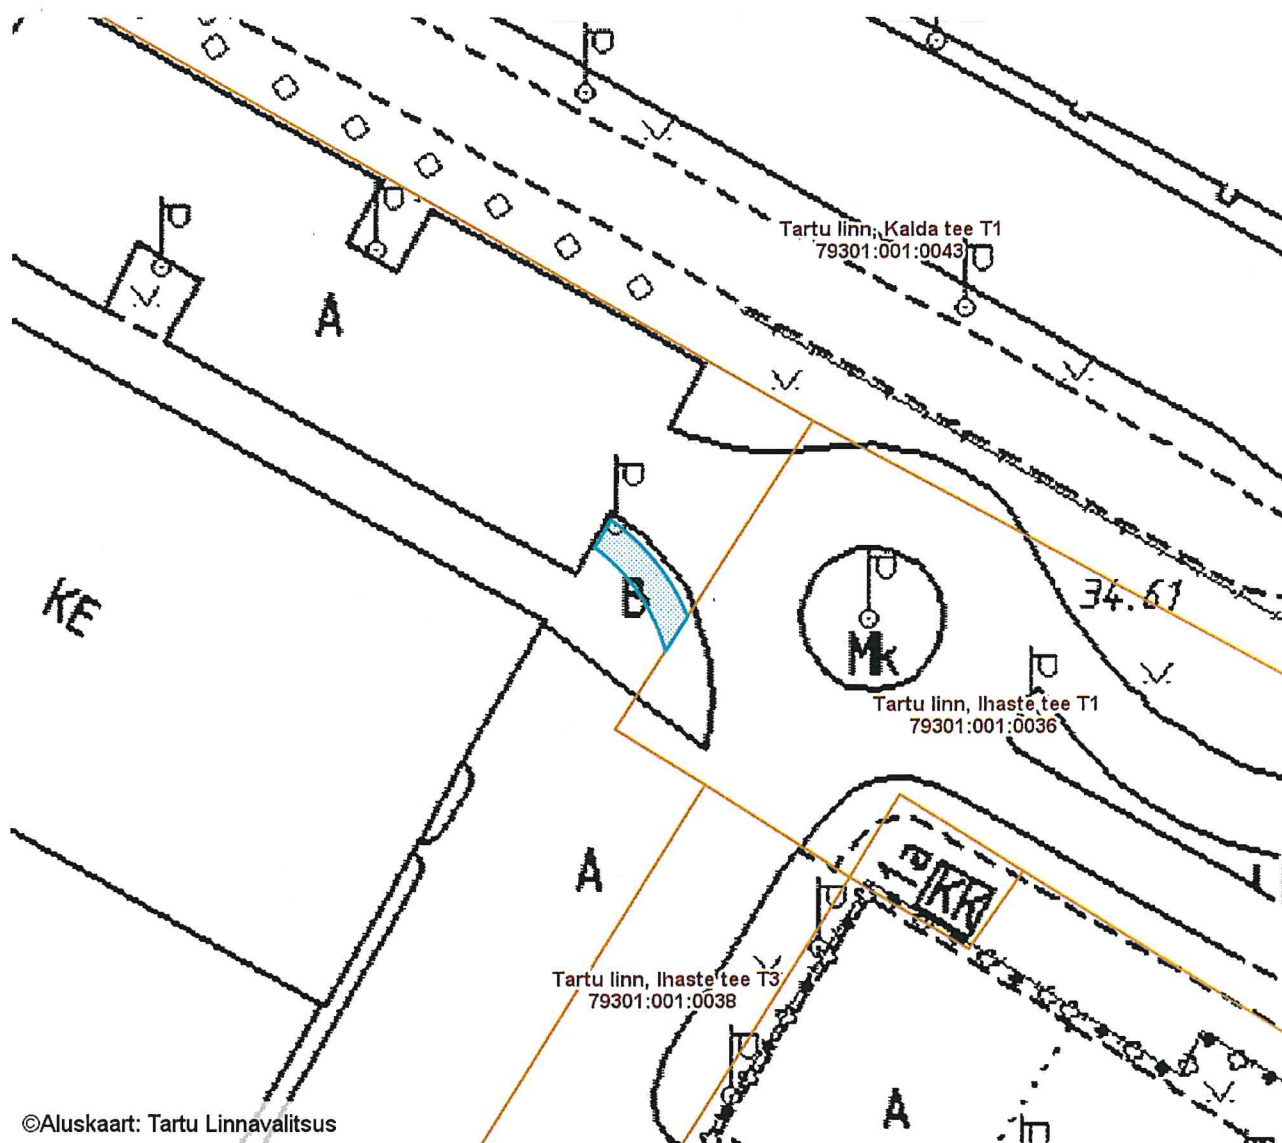 Tartu linn, Kalda tee T1
79301:001:0043
A
KE
B
34.61
Mk
Tartu linn, Ihaste tee T1
79301:001:0036
A
KK
Tartu linn, Ihaste tee T3
79301:001:0038
A
©Aluskaart: Tartu Linnavalitsus